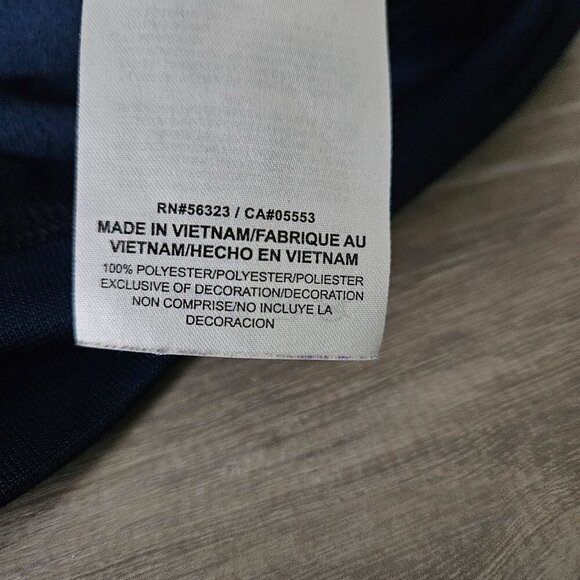 RN#56323 / CA#05553
MADE IN VIETNAM/FABRIQUE AU
VIETNAM/HECHO EN VIETNAM
100% POLYESTER/POLYESTER/POLIESTER
EXCLUSIVE OF DECORATION/DECORATION
NON COMPRISE/NO INCLUYE LA
DECORACION